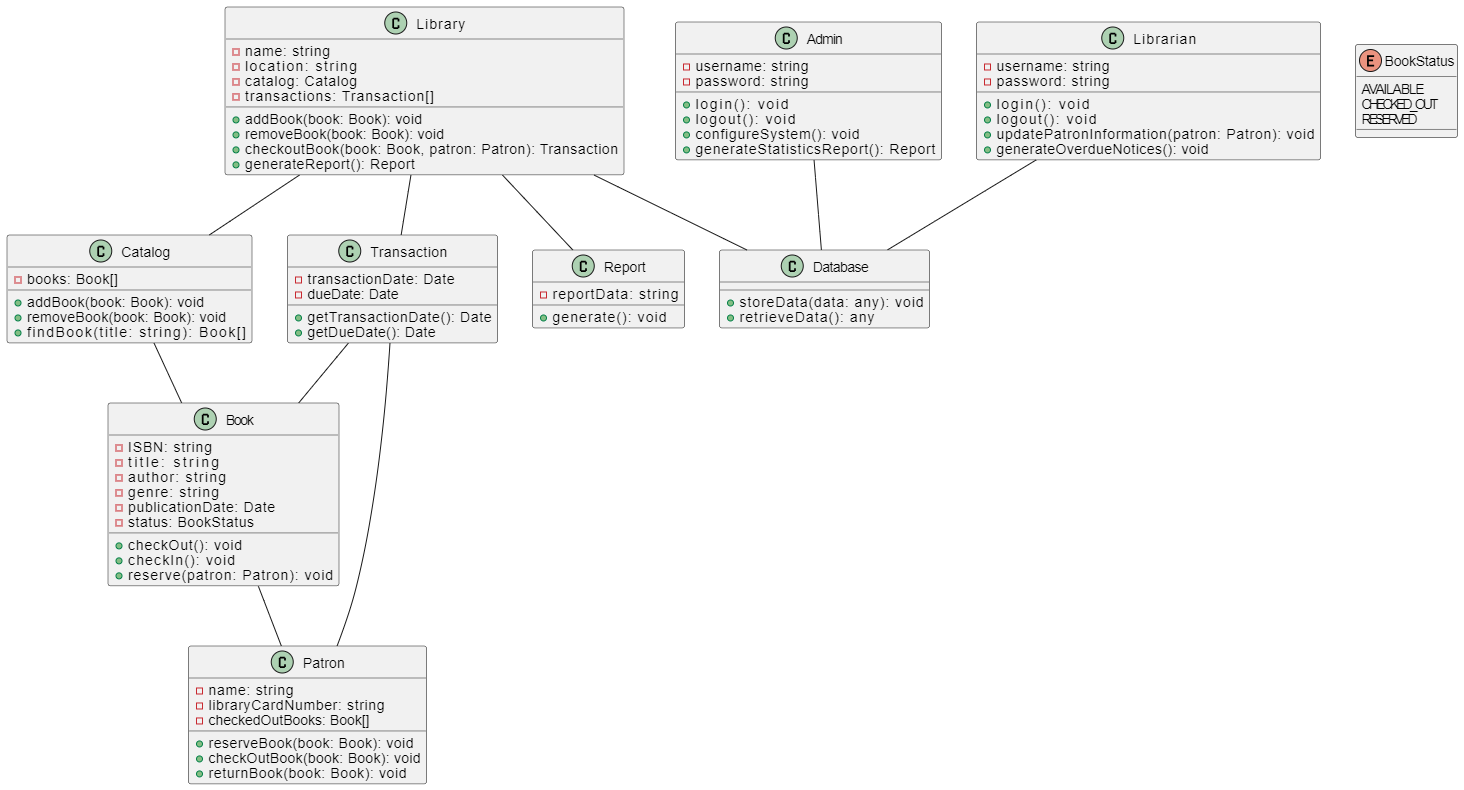 C Library
name: string
location: string
catalog: Catalog
transactions: Transaction[]
addBook(book: Book): void
removeBook(book: Book): void
checkoutBook(book: Book, patron: Patron): Transaction
generateReport(): Report
C Admin
username: string
password: string
login(): void
logout(): void
configureSystem(): void
generateStatisticsReport(): Report
C Librarian
username: string
password: string
login(): void
logout(): void
updatePatronInformation(patron: Patron): void
generateOverdueNotices(): void
E BookStatus
AVAILABLE
CHECKED_OUT
RESERVED
C Catalog
books: Book[]
addBook(book: Book): void
removeBook(book: Book): void
findBook(title: string): Book[]
C Transaction
transactionDate: Date
dueDate: Date
getTransactionDate(): Date
getDueDate(): Date
C Report
reportData: string
generate(): void
C Database
storeData(data: any): void
retrieveData(): any
C Book
ISBN: string
title: string
author: string
genre: string
publicationDate: Date
status: BookStatus
checkOut(): void
checkIn(): void
reserve(patron: Patron): void
C Patron
name: string
libraryCardNumber: string
checkedOutBooks: Book[]
reserveBook(book: Book): void
checkOutBook(book: Book): void
returnBook(book: Book): void